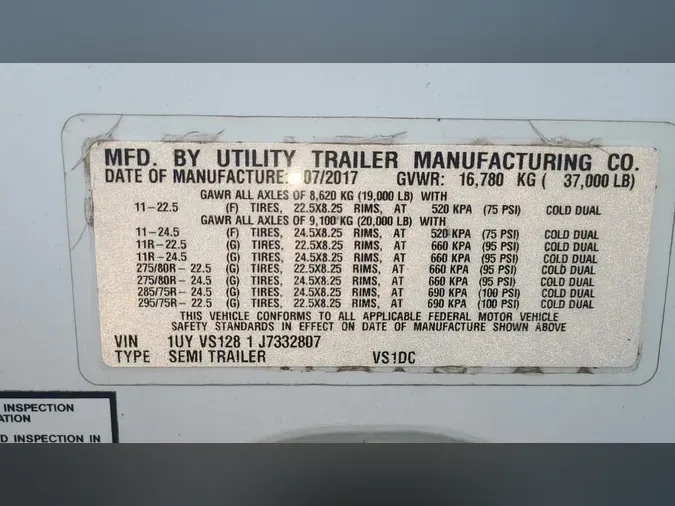 MFD. BY UTILITY TRAILER MANUFACTURING CO.
DATE OF MANUFACTURE: 07/2017 GVWR: 16,780 KG ( 37,000 LB)
GAWR ALL AXLES OF 8,620 KG (19,000 LB) WITH
11-22.5 (F) TIRES, 22.5X8.25 RIMS, AT 520 KPA (75 PSI) COLD DUAL
GAWR ALL AXLES OF 9,100 KG (20,000 LB) WITH
11-24.5 (F) TIRES, 24.5X8.25 RIMS, AT 520 KPA (75 PSI) COLD DUAL
11R-22.5 (G) TIRES, 22.5X8.25 RIMS, AT 660 KPA (95 PSI) COLD DUAL
11R-24.5 (G) TIRES, 24.5X8.25 RIMS, AT 660 KPA (95 PSI) COLD DUAL
275/80R-22.5 (G) TIRES, 22.5X8.25 RIMS, AT 660 KPA (95 PSI) COLD DUAL
275/80R-24.5 (G) TIRES, 24.5X8.25 RIMS, AT 660 KPA (95 PSI) COLD DUAL
285/75R-24.5 (G) TIRES, 24.5X8.25 RIMS, AT 690 KPA (100 PSI) COLD DUAL
295/75R-22.5 (G) TIRES, 22.5X8.25 RIMS, AT 690 KPA (100 PSI) COLD DUAL
THIS VEHICLE CONFORMS TO ALL APPLICABLE FEDERAL MOTOR VEHICLE
SAFETY STANDARDS IN EFFECT ON DATE OF MANUFACTURE SHOWN ABOVE
VIN 1UY VS128 1 J7332807
TYPE SEMI TRAILER VS1DC
INSPECTION
ATION
D INSPECTION IN